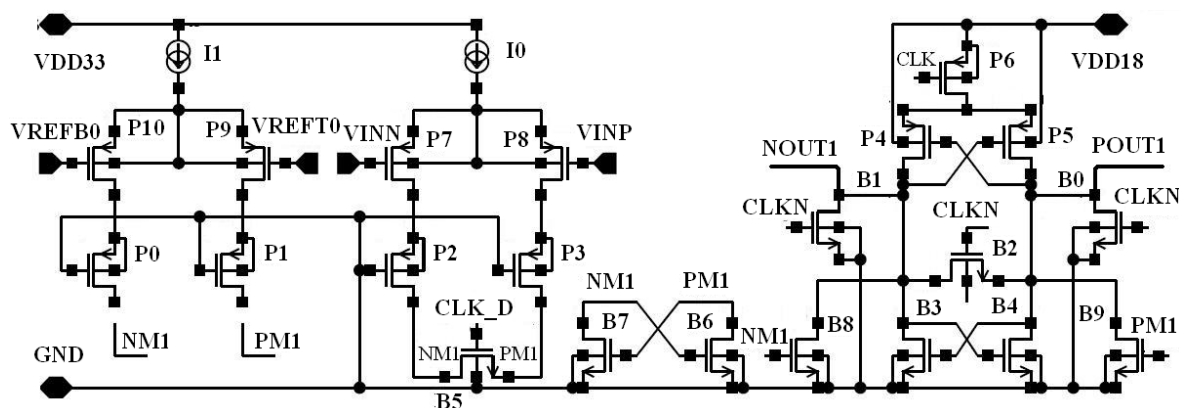 VDD33
I1
I0
CLK
P6
VDD18
VREFB0
P10
P9
VREFT0
VINN
P7
P8
VINP
P4
P5
NOUT1
POUT1
B1
B0
CLKN
CLKN
CLKN
P0
P1
P2
P3
B2
NM1
PM1
CLK_D
B3
B4
NM1
PM1
NM1
PM1
B7
B6
NM1
B8
B9
PM1
GND
B5